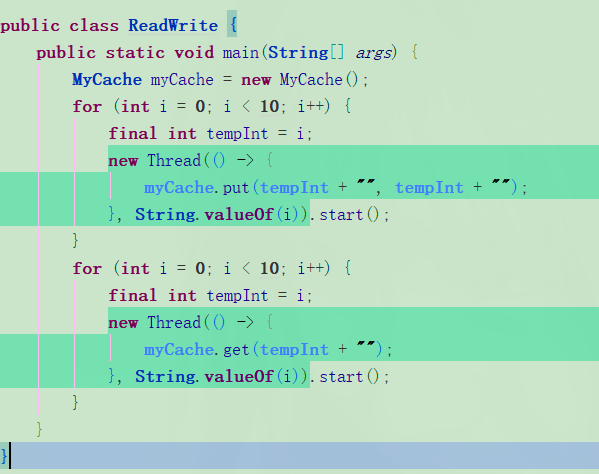 public class ReadWrite {
    public static void main(String[] args) {
        MyCache myCache = new MyCache();
        for (int i = 0; i < 10; i++) {
            final int tempInt = i;
            new Thread(() -> {
                myCache.put(tempInt + "", tempInt + "");
            }, String.valueOf(i)).start();
        }
        for (int i = 0; i < 10; i++) {
            final int tempInt = i;
            new Thread(() -> {
                myCache.get(tempInt + "");
            }, String.valueOf(i)).start();
        }
    }
}